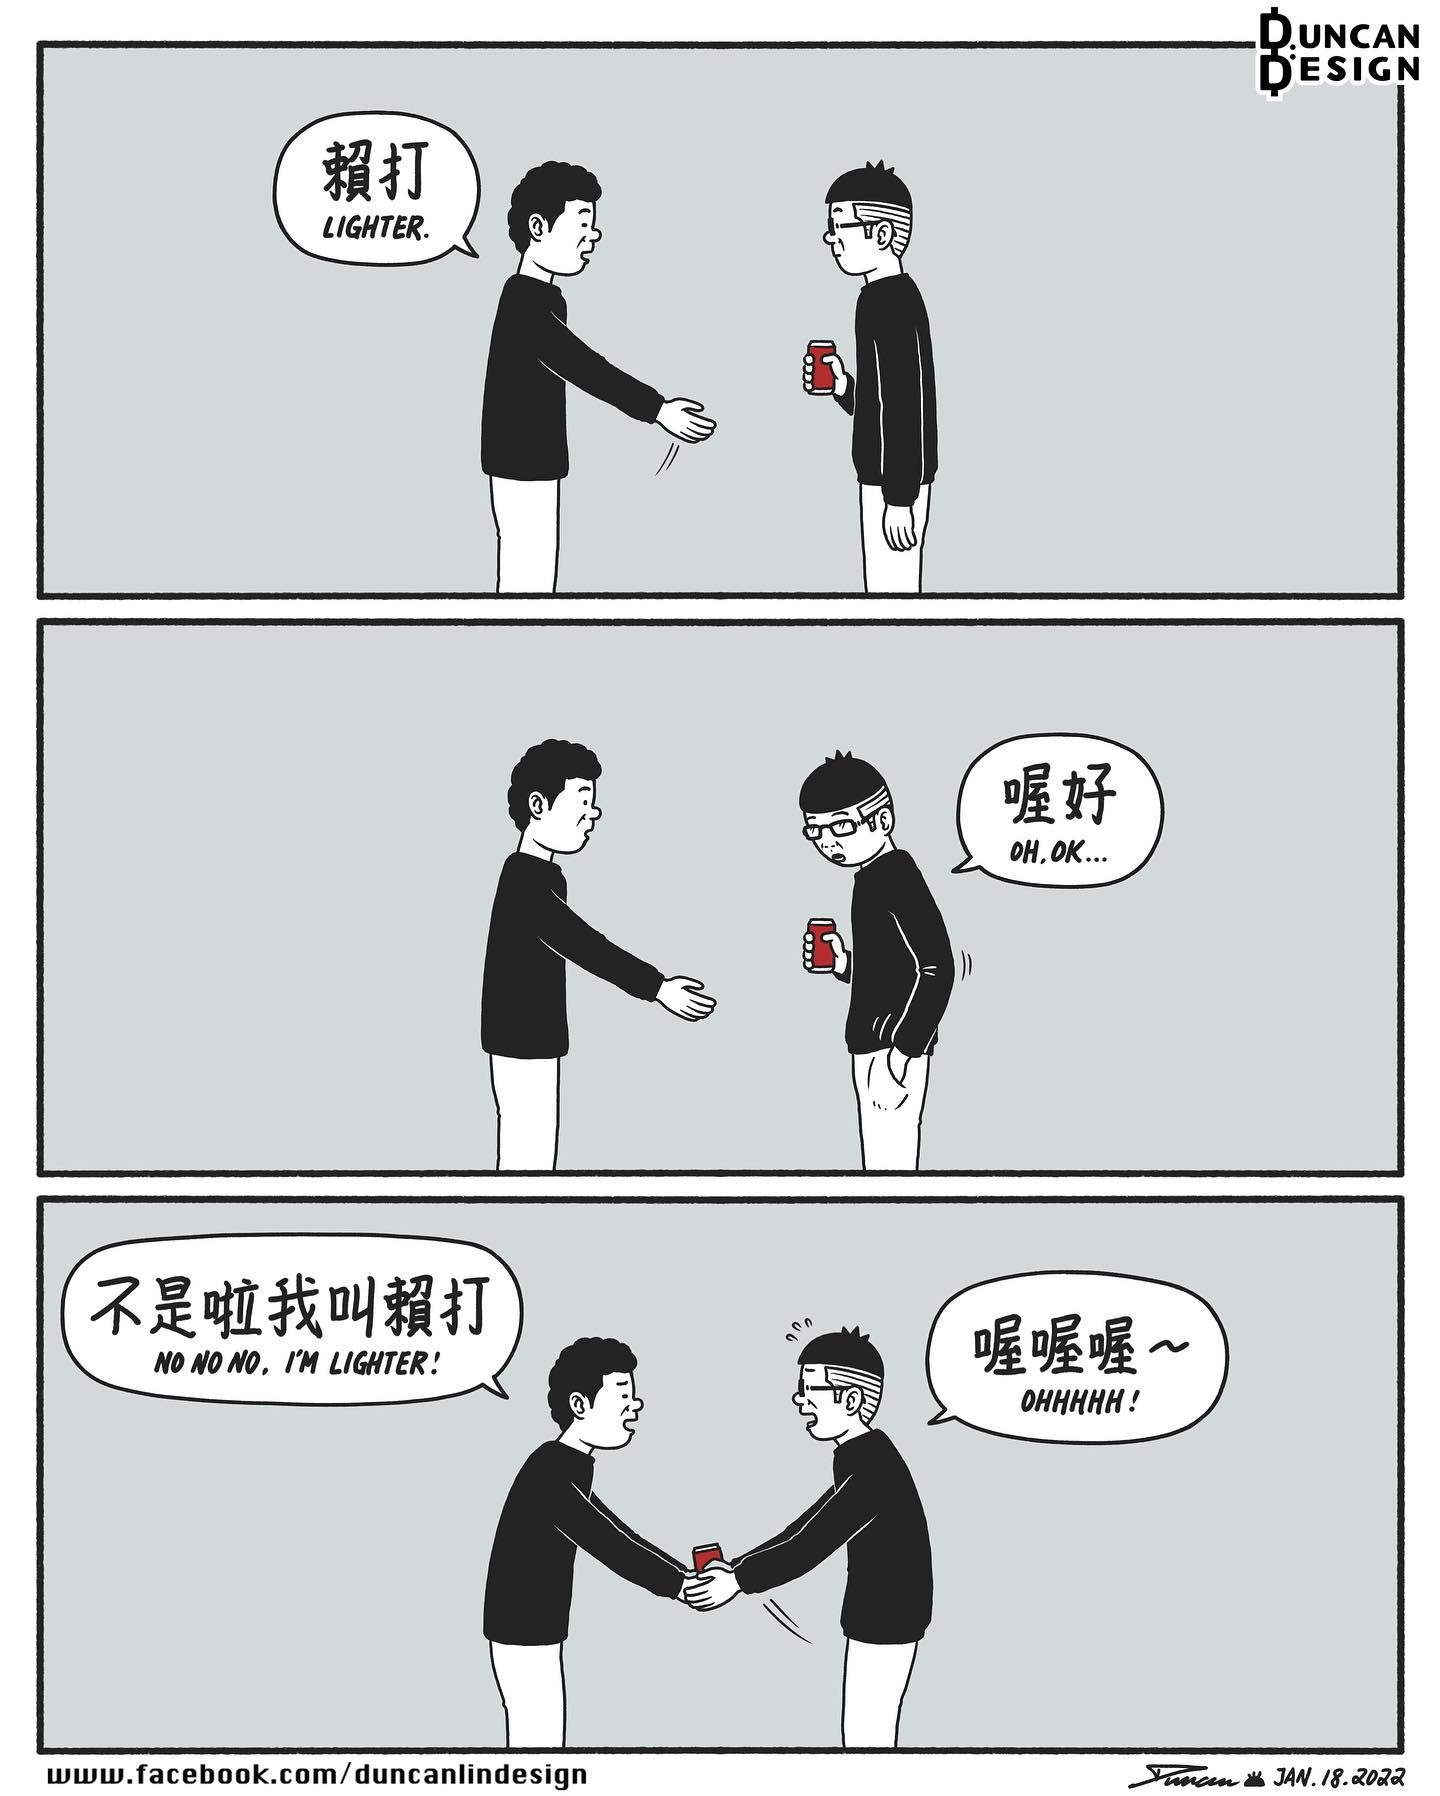 DUNCAN
DESIGN
賴打
LIGHTER.
喔好
OH, OK...
不是啦我叫賴打
NO NO NO, I'M LIGHTER!
喔喔喔~
OHHHHH!
www.facebook.com/duncanlindesign
Duncan JAN.18.2022